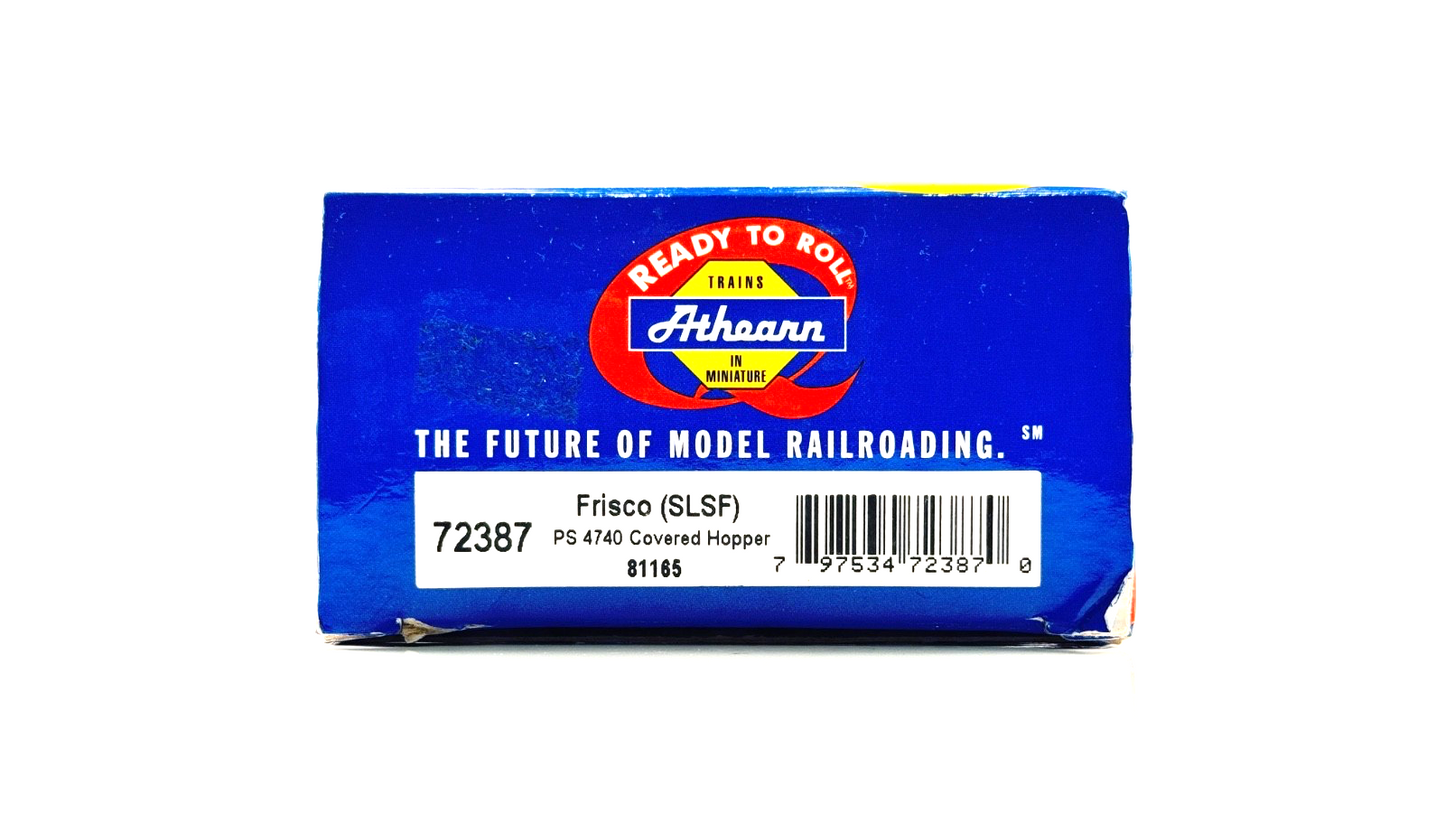 READY TO ROLL™
TRAINS
Athearn
IN
MINIATURE
THE FUTURE OF MODEL RAILROADING. SM
72387
Frisco (SLSF)
PS 4740 Covered Hopper
81165
7 97534 72387 0